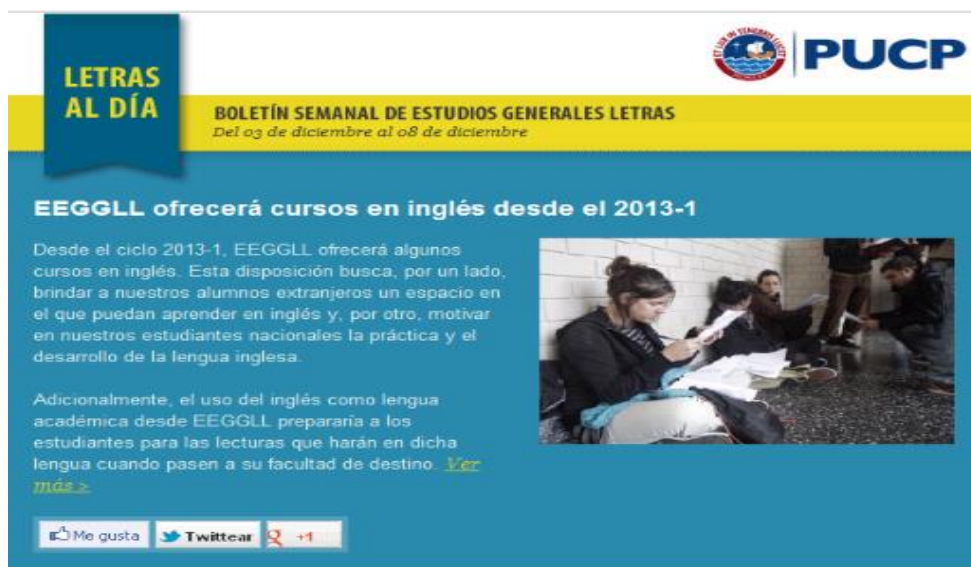 PUCP
LETRAS
AL DÍA
BOLETÍN SEMANAL DE ESTUDIOS GENERALES LETRAS
Del 03 de diciembre al 08 de diciembre
EEGGLL ofrecerá cursos en inglés desde el 2013-1
Desde el ciclo 2013-1, EEGGLL ofrecerá algunos
cursos en inglés. Esta disposición busca, por un lado,
brindar a nuestros alumnos extranjeros un espacio en
el que puedan aprender en inglés y, por otro, motivar
en nuestros estudiantes nacionales la práctica y el
desarrollo de la lengua inglesa.
Adicionalmente, el uso del inglés como lengua
académica desde EEGGLL prepararía a los
estudiantes para las lecturas que harán en dicha
lengua cuando pasen a su facultad de destino. Ver
más >
Me gusta Twittear +1